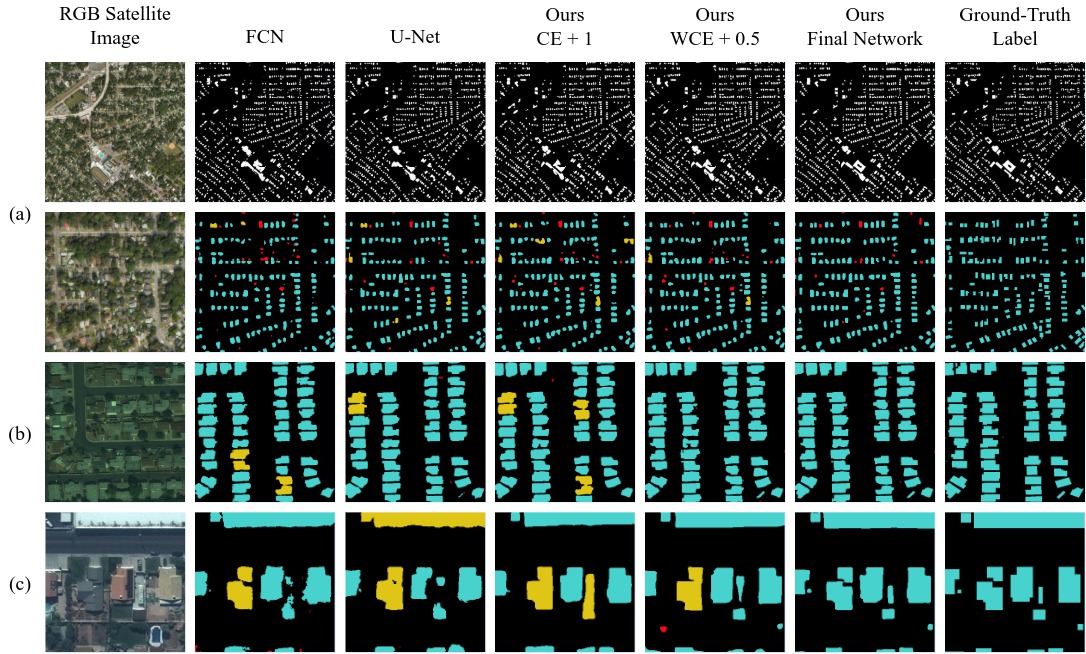 RGB Satellite
Image
FCN
U-Net
Ours
CE + 1
Ours
WCE + 0.5
Ours
Final Network
Ground-Truth
Label
(a)
(b)
(c)